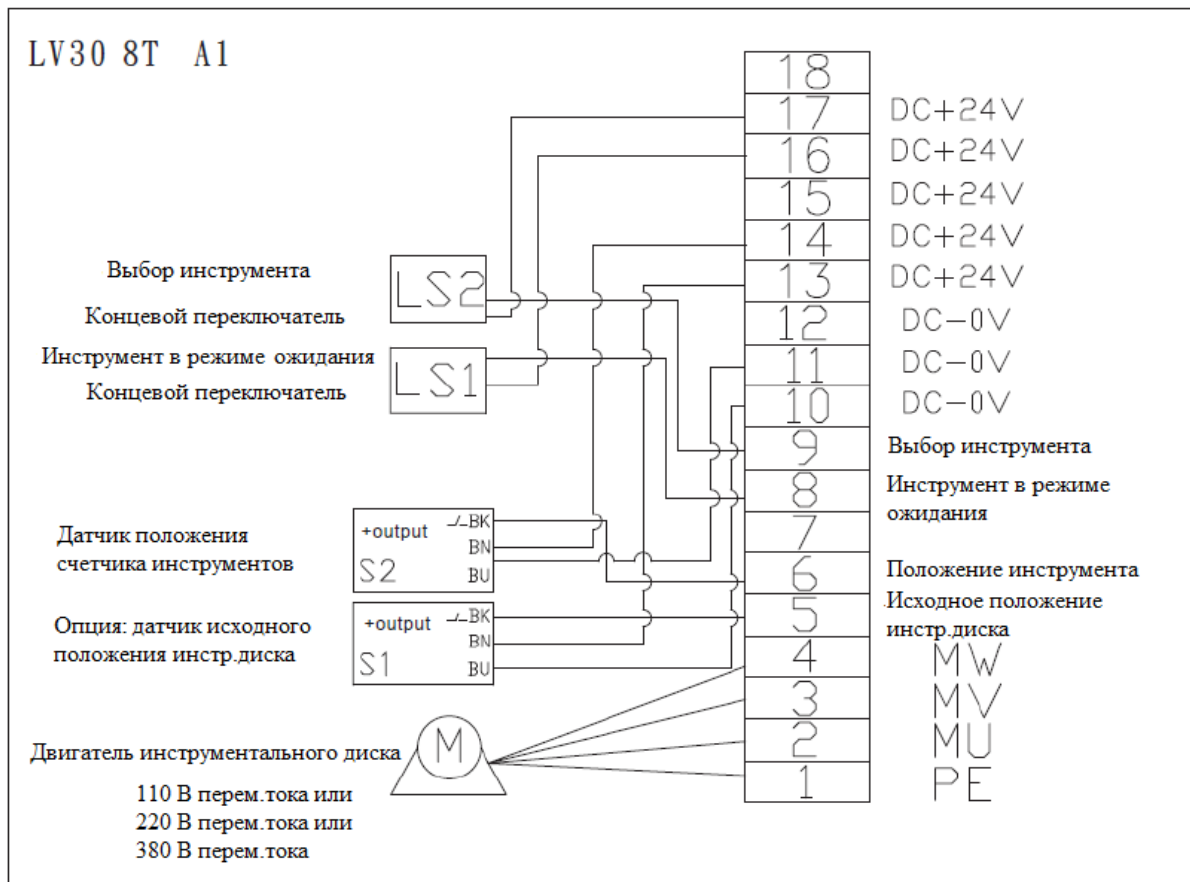 LV30 8T A1
18
17 DC+24V
16 DC+24V
15 DC+24V
14 DC+24V
13 DC+24V
12 DC-0V
11 DC-0V
10 DC-0V
9 Выбор инструмента
8 Инструмент в режиме
ожидания
7
6 Положение инструмента
5 Исходное положение
инстр.диска
4 MW
3 MV
2 MU
1 PE
Выбор инструмента
Концевой переключатель
LS2
Инструмент в режиме ожидания
Концевой переключатель
LS1
Датчик положения
счетчика инструментов
+output BK
BN
S2 BU
Опция: датчик исходного
положения инстр.диска
+output BK
BN
S1 BU
Двигатель инструментального диска
M
110 В перем.тока или
220 В перем.тока или
380 В перем.тока